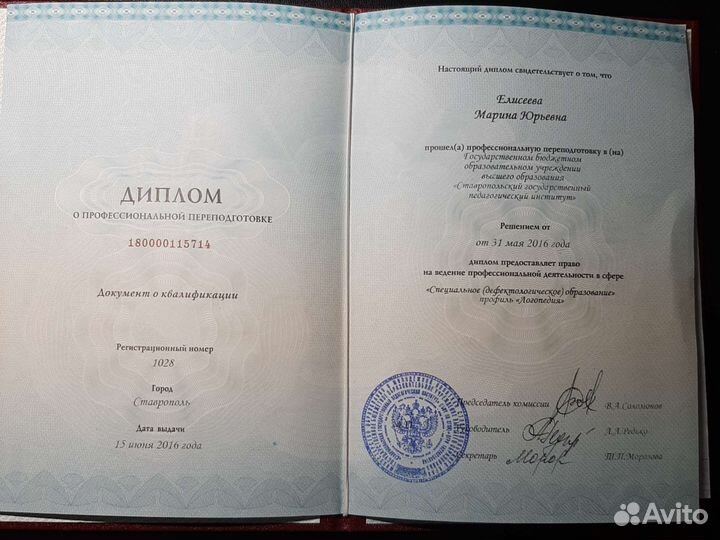 ДИПЛОМ
О ПРОФЕССИОНАЛЬНОЙ ПЕРЕПОДГОТОВКЕ
180000115714
Документ о квалификации
Регистрационный номер
1028
Город
Ставрополь
Дата выдачи
15 июня 2016 года
Настоящий диплом свидетельствует о том, что
Елисеева
Марина Юрьевна
прошел(а) профессиональную переподготовку в (на)
Государственном бюджетном
образовательном учреждении
высшего образования
«Ставропольский государственный
педагогический институт»
Решением от
от 31 мая 2016 года
диплом предоставляет право
на ведение профессиональной деятельности в сфере
«Специальное (дефектологическое) образование»
профиль «Логопедия»
Председатель комиссии
В.А.Соломонов
Руководитель
Л.Л.Редько
Секретарь
Т.П.Морозова
Avito